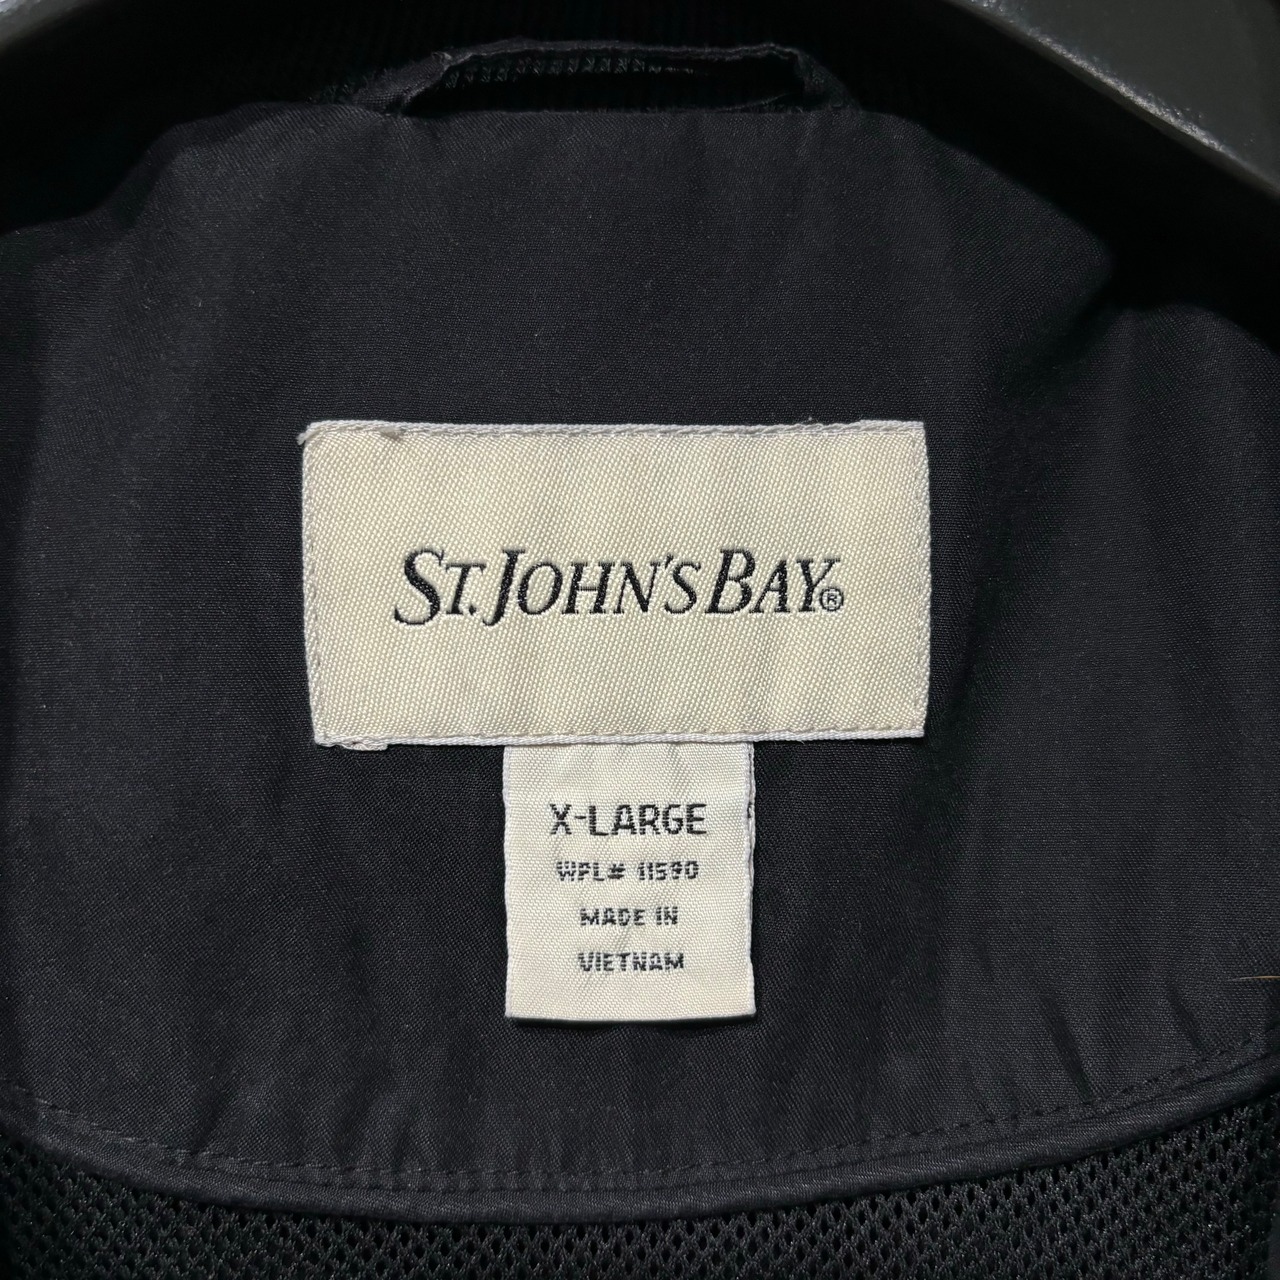 ST. JOHN'S BAY®
X-LARGE
WPL# 11590
MADE IN
VIETNAM